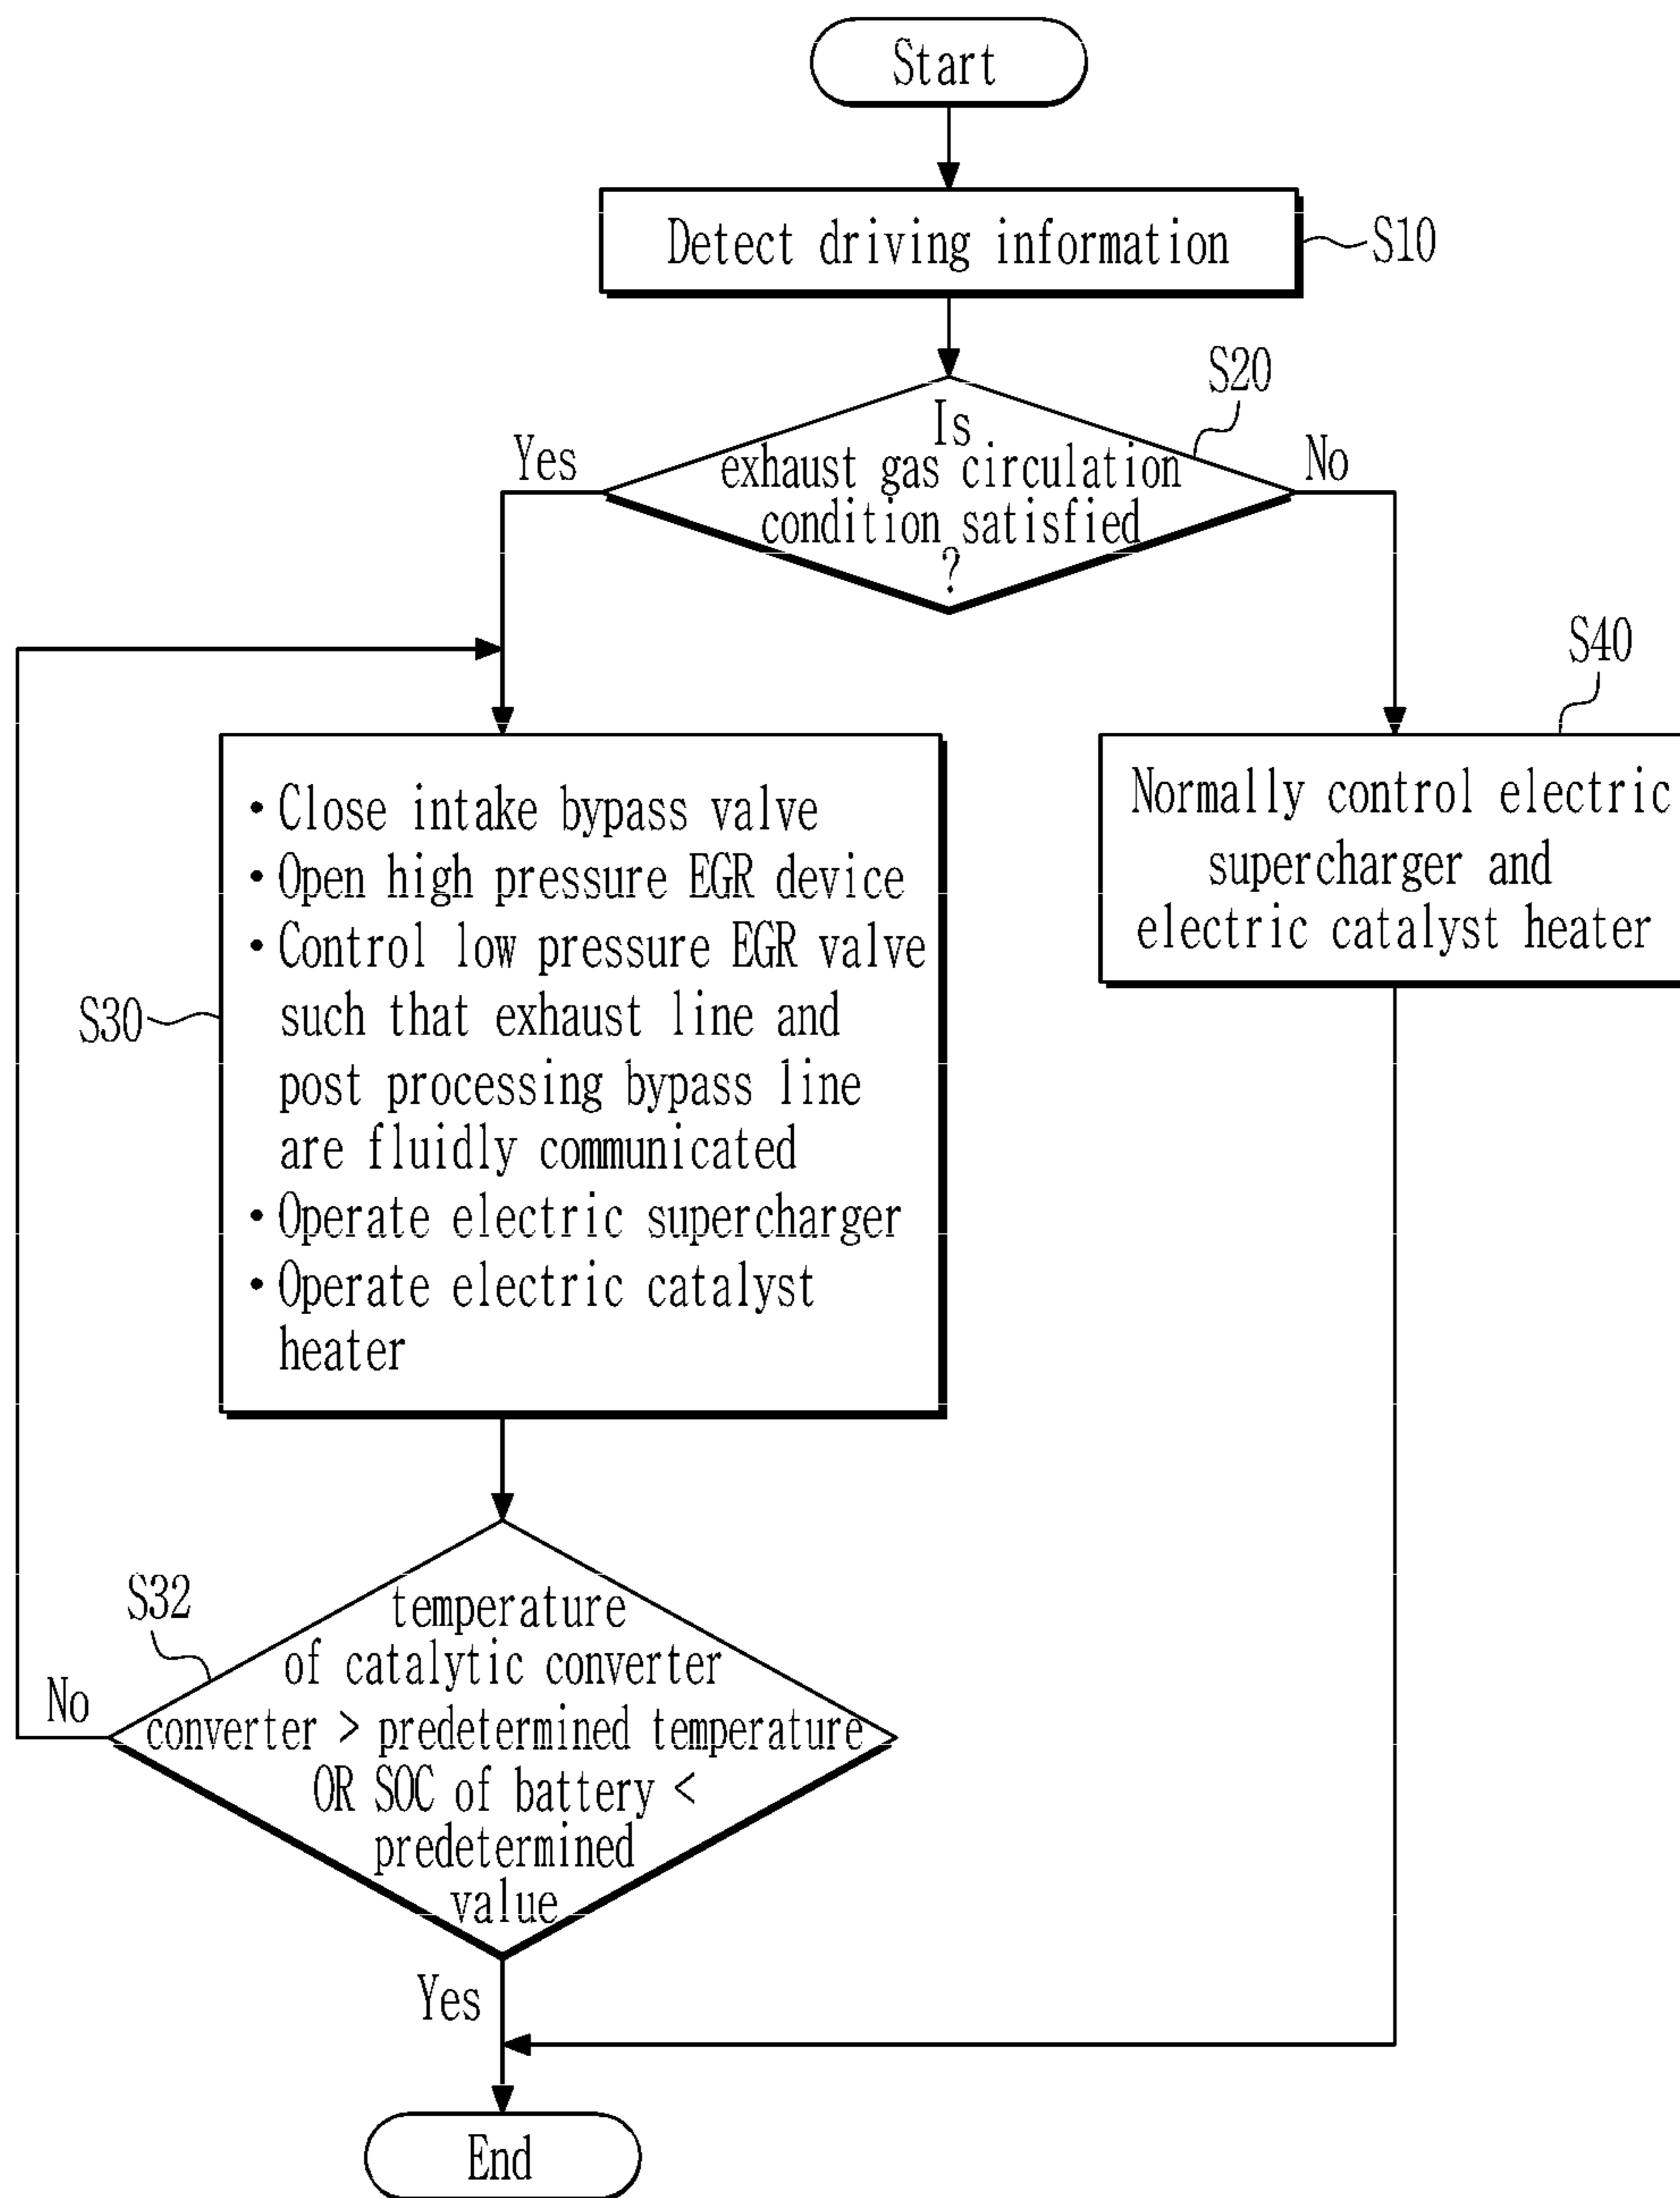 Start
Detect driving information
S10
S20
Is
exhaust gas circulation
condition satisfied
?
Yes
No
S40
Normally control electric
supercharger and
electric catalyst heater
S30
• Close intake bypass valve
• Open high pressure EGR device
• Control low pressure EGR valve
such that exhaust line and
post processing bypass line
are fluidly communicated
• Operate electric supercharger
• Operate electric catalyst
heater
S32
temperature
of catalytic converter
converter > predetermined temperature
OR SOC of battery <
predetermined
value
No
Yes
End